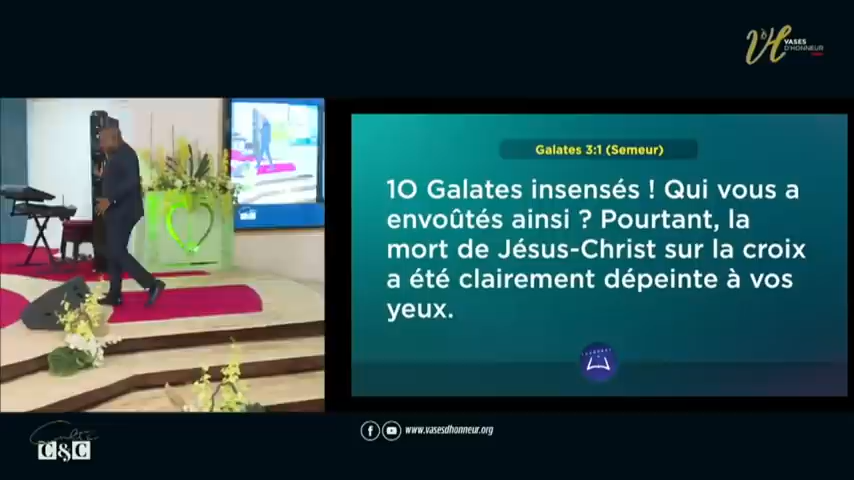 VASES
D'HONNEUR
Galates 3:1 (Semeur)
1O Galates insensés ! Qui vous a
envoûtés ainsi ? Pourtant, la
mort de Jésus-Christ sur la croix
a été clairement dépeinte à vos
yeux.
www.vasesdhonneur.org
C&C